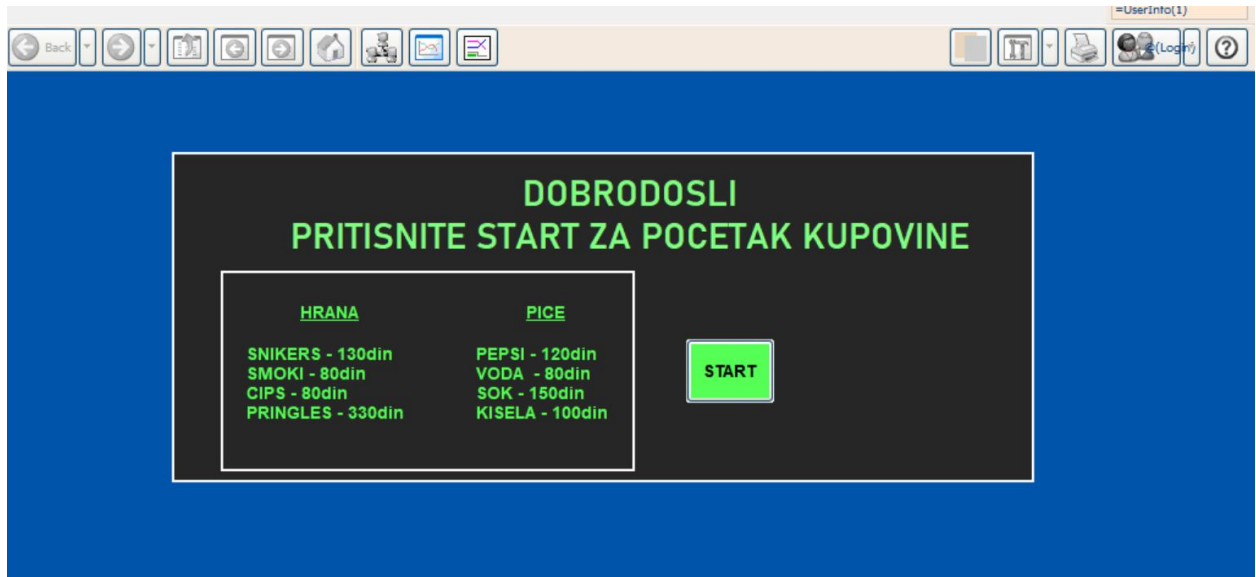 =UserInfo(1)
Back
DOBRODOSLI
PRITISNITE START ZA POCETAK KUPOVINE
HRANA PICE
SNIKERS - 130din PEPSI - 120din
SMOKI - 80din VODA - 80din
CIPS - 80din SOK - 150din
PRINGLES - 330din KISELA - 100din
START